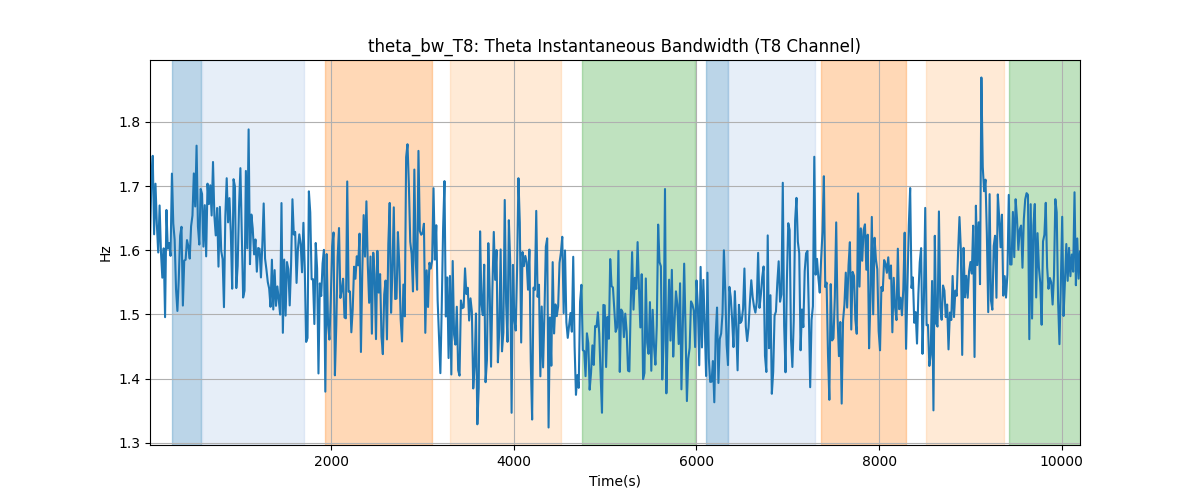 theta_bw_T8: Theta Instantaneous Bandwidth (T8 Channel)
Hz
1.8
1.7
1.6
1.5
1.4
1.3
2000 4000 6000 8000 10000
Time(s)